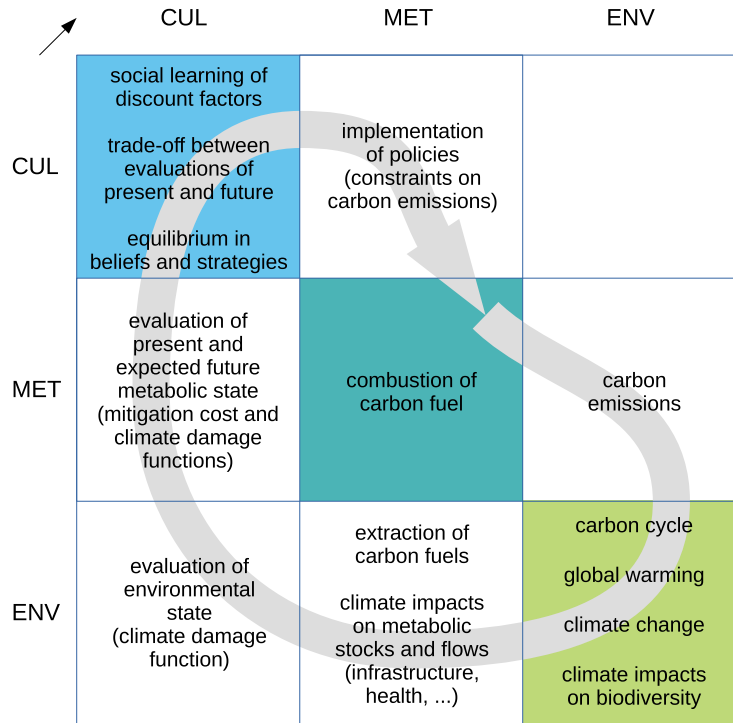 CUL MET ENV
CUL
social learning of
discount factors
trade-off between
evaluations of
present and future
equilibrium in
beliefs and strategies
implementation
of policies
(constraints on
carbon emissions)
MET
evaluation of
present and
expected future
metabolic state
(mitigation cost and
climate damage
functions)
combustion of
carbon fuel
carbon
emissions
ENV
evaluation of
environmental
state
(climate damage
function)
extraction of
carbon fuels
climate impacts
on metabolic
stocks and flows
(infrastructure,
health, ...)
carbon cycle
global warming
climate change
climate impacts
on biodiversity